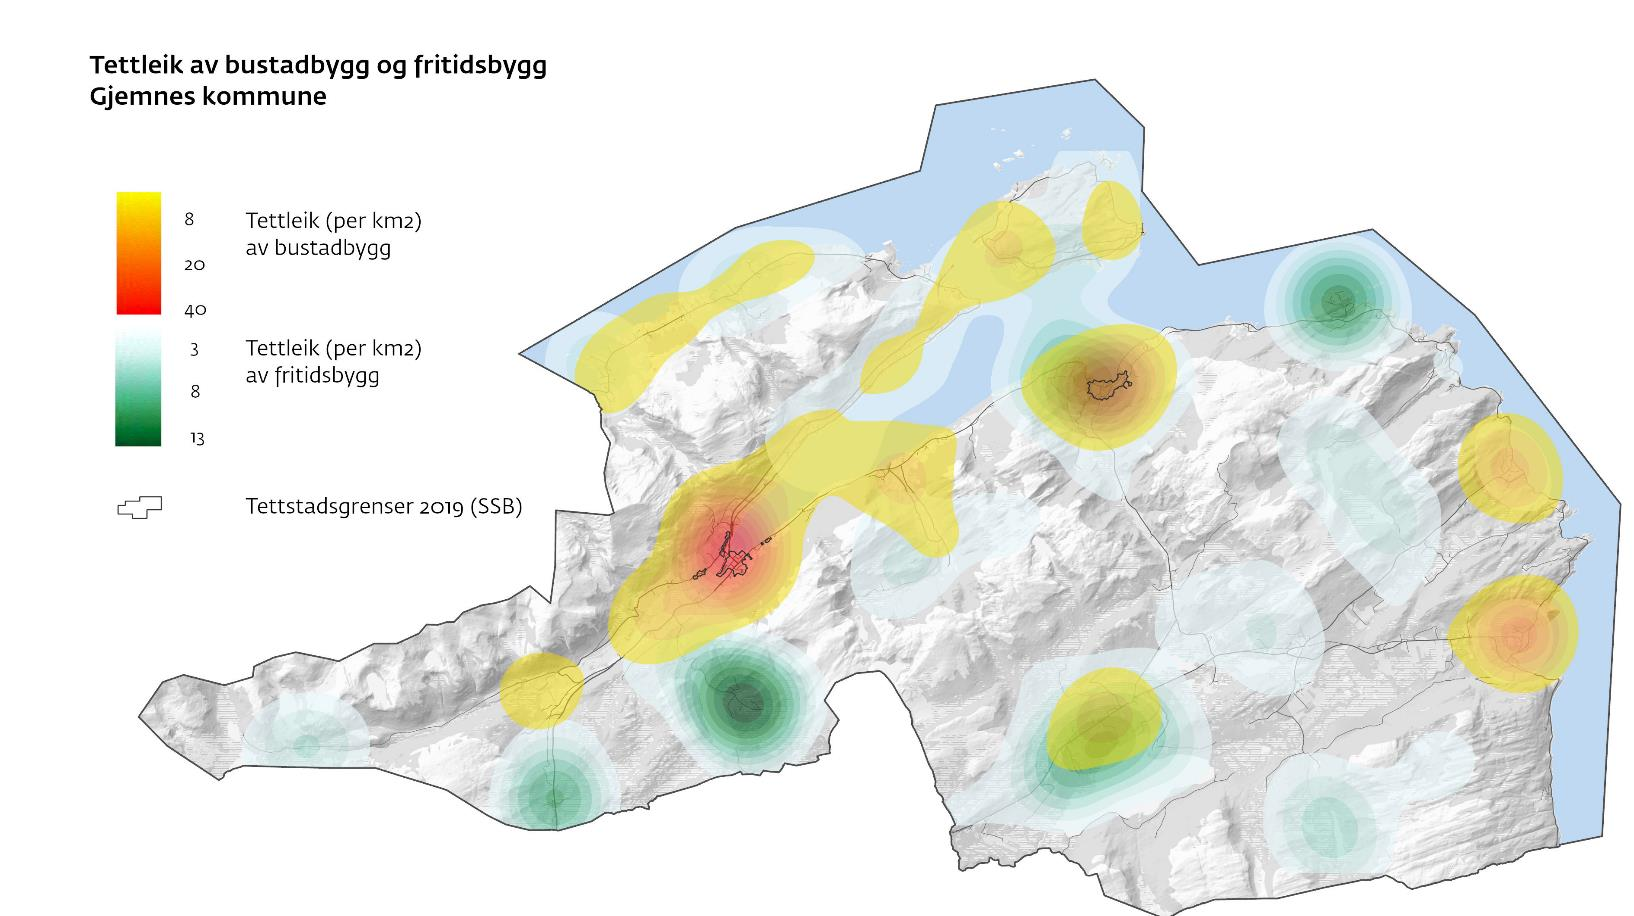 Tettleik av bustadbygg og fritidsbygg
Gjemnes kommune
8
20
40
Tettleik (per km2)
av bustadbygg
3
8
13
Tettleik (per km2)
av fritidsbygg
Tettstadsgrenser 2019 (SSB)